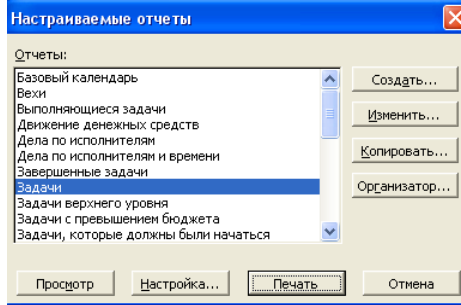 Настраиваемые отчеты
Отчеты:
Базовый календарь
Вехи
Выполняющиеся задачи
Движение денежных средств
Дела по исполнителям
Дела по исполнителям и времени
Завершенные задачи
Задачи
Задачи верхнего уровня
Задачи с превышением бюджета
Задачи, которые должны были начаться
Создать...
Изменить...
Копировать...
Организатор...
Просмотр
Настройка...
Печать
Отмена